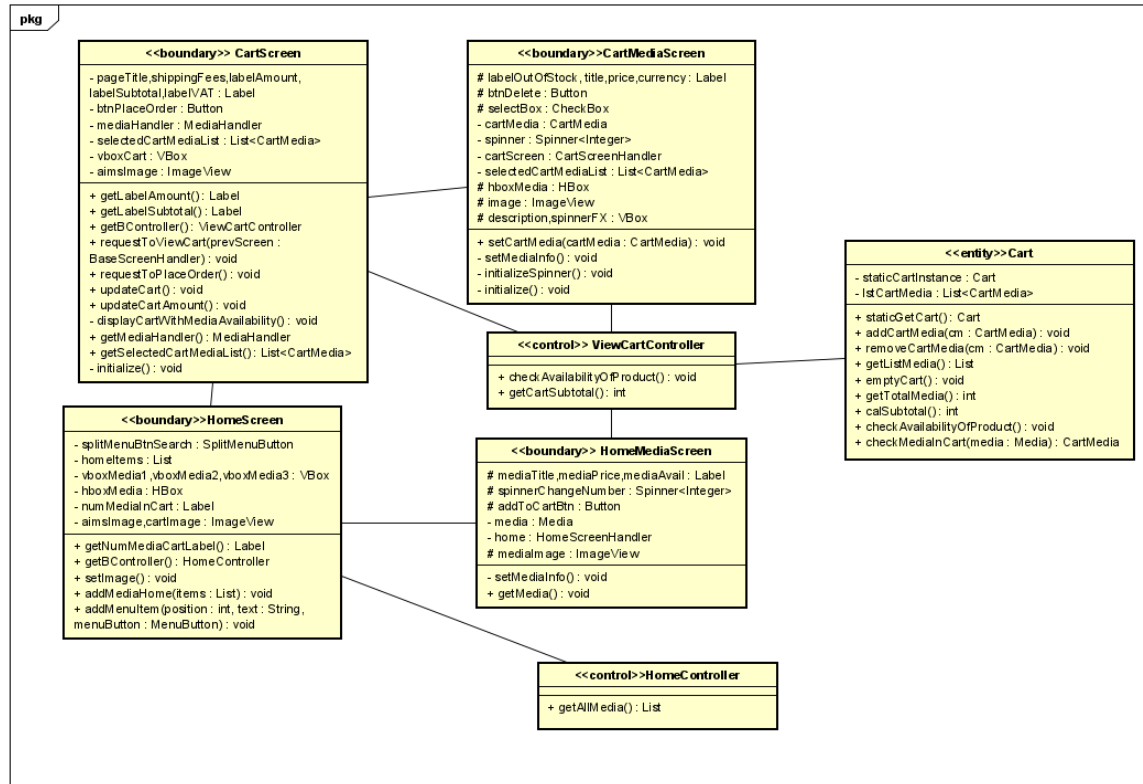 pkg
<<boundary>> CartScreen
- pageTitle,shippingFees,labelAmount,
labelSubtotal,labelVAT : Label
- btnPlaceOrder : Button
- mediaHandler : MediaHandler
- selectedCartMediaList : List<CartMedia>
- vboxCart : VBox
- aimsImage : ImageView
+ getLabelAmount() : Label
+ getLabelSubtotal() : Label
+ getBController() : ViewCartController
+ requestToViewCart(prevScreen :
BaseScreenHandler) : void
+ requestToPlaceOrder() : void
+ updateCart() : void
+ updateCartAmount() : void
- displayCartWithMediaAvailability() : void
+ getMediaHandler() : MediaHandler
+ getSelectedCartMediaList() : List<CartMedia>
- initialize() : void
<<boundary>>CartMediaScreen
# labelOutOfStock, title,price,currency : Label
# btnDelete : Button
# selectBox : CheckBox
- cartMedia : CartMedia
- spinner : Spinner<Integer>
- cartScreen : CartScreenHandler
- selectedCartMediaList : List<CartMedia>
# hboxMedia : HBox
# image : ImageView
# description,spinnerFX : VBox
+ setCartMedia(cartMedia : CartMedia) : void
- setMediaInfo() : void
- initializeSpinner() : void
- initialize() : void
<<entity>>Cart
- staticCartInstance : Cart
- lstCartMedia : List<CartMedia>
+ staticGetCart() : Cart
+ addCartMedia(cm : CartMedia) : void
+ removeCartMedia(cm : CartMedia) : void
+ getListMedia() : List
+ emptyCart() : void
+ getTotalMedia() : int
+ calSubtotal() : int
+ checkAvailabilityOfProduct() : void
+ checkMediaInCart(media : Media) : CartMedia
<<control>> ViewCartController
+ checkAvailabilityOfProduct() : void
+ getCartSubtotal() : int
<<boundary>>HomeScreen
- splitMenuBtnSearch : SplitMenuButton
- homeItems : List
- vboxMedia1,vboxMedia2,vboxMedia3 : VBox
- hboxMedia : HBox
- numMediaInCart : Label
- aimsImage,cartImage : ImageView
+ getNumMediaCartLabel() : Label
+ getBController() : HomeController
+ setImage() : void
+ addMediaHome(items : List) : void
+ addMenuItem(position : int, text : String,
menuButton : MenuButton) : void
<<boundary>> HomeMediaScreen
# mediaTitle,mediaPrice,mediaAvail : Label
# spinnerChangeNumber : Spinner<Integer>
# addToCartBtn : Button
- media : Media
- home : HomeScreenHandler
# mediaImage : ImageView
- setMediaInfo() : void
+ getMedia() : void
<<control>>HomeController
+ getAllMedia() : List